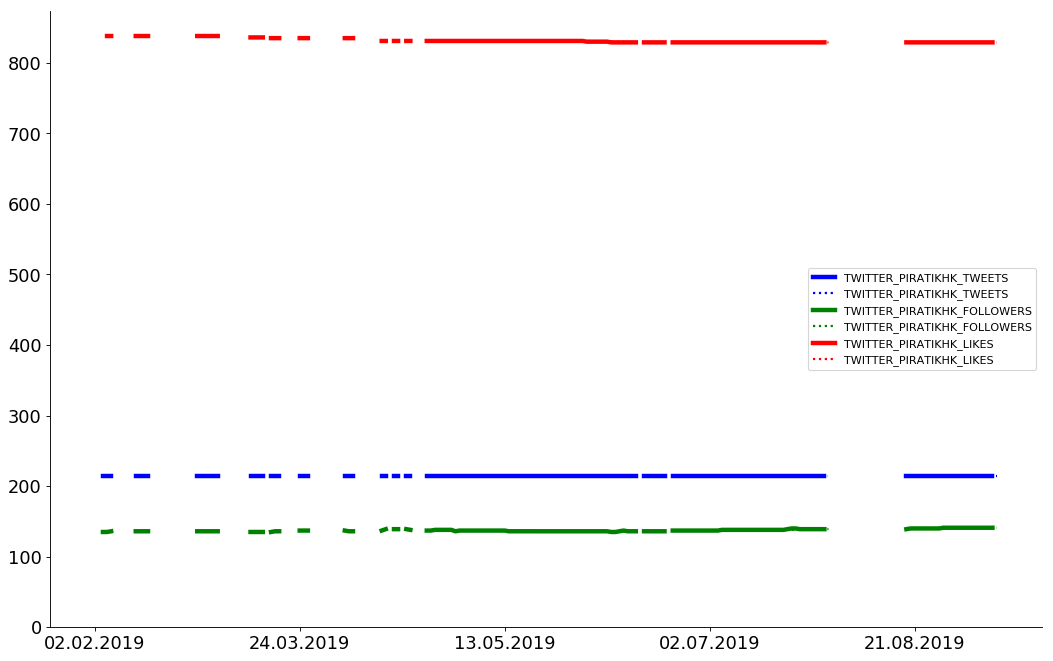 800
700
600
500
400
300
200
100
0
TWITTER_PIRATIKHK_TWEETS
TWITTER_PIRATIKHK_TWEETS
TWITTER_PIRATIKHK_FOLLOWERS
TWITTER_PIRATIKHK_FOLLOWERS
TWITTER_PIRATIKHK_LIKES
TWITTER_PIRATIKHK_LIKES
02.02.2019 24.03.2019 13.05.2019 02.07.2019 21.08.2019